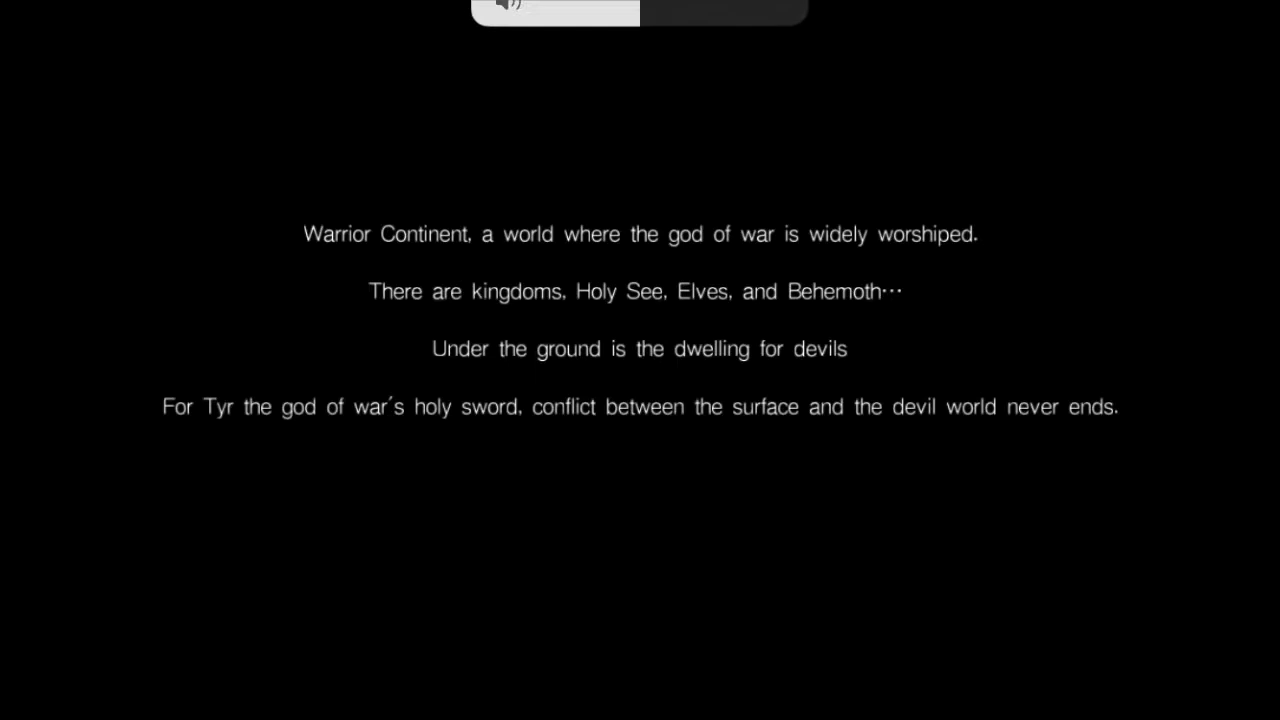 Warrior Continent, a world where the god of war is widely worshiped.
There are kingdoms, Holy See, Elves, and Behemoth…
Under the ground is the dwelling for devils
For Tyr the god of war´s holy sword, conflict between the surface and the devil world never ends.